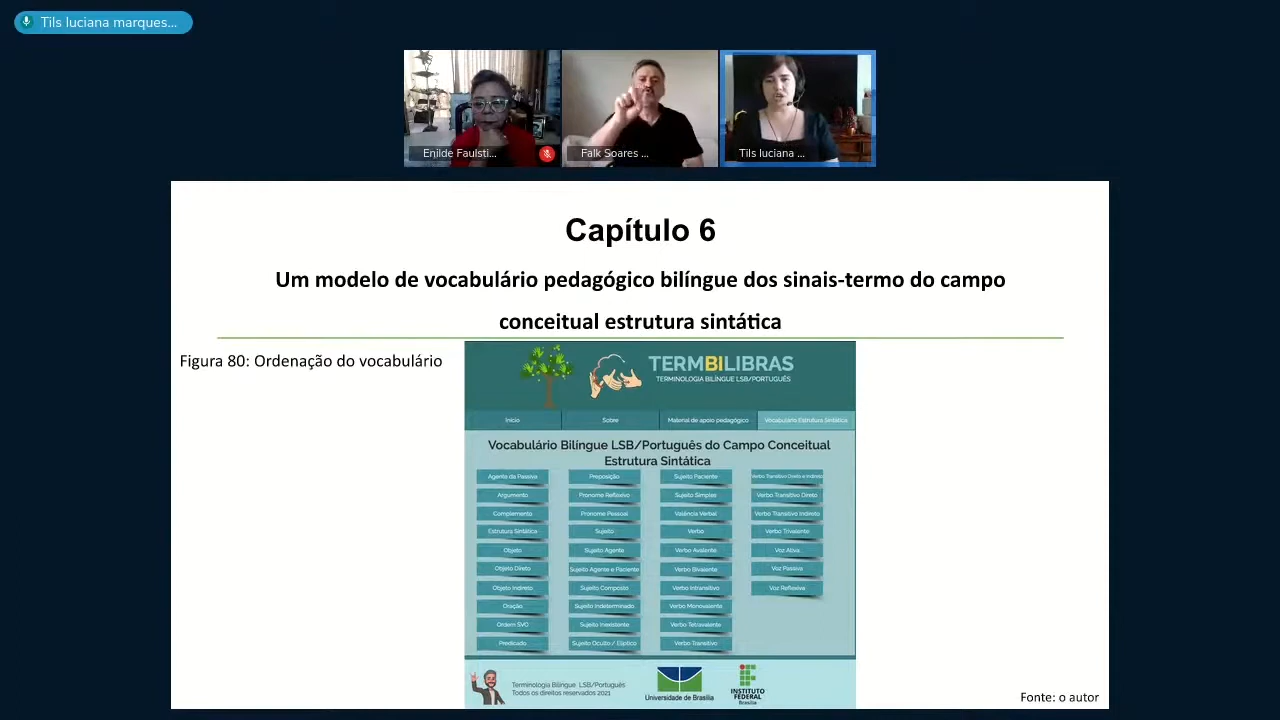 Tils luciana marques...
Enilde Faulsti...
Falk Soares ...
Tils luciana ...
Capítulo 6
Um modelo de vocabulário pedagógico bilíngue dos sinais-termo do campo
conceitual estrutura sintática
Figura 80: Ordenação do vocabulário
TERMBILIBRAS
TERMINOLOGIA BILÍNGUE LSB/PORTUGUÊS
Início
Sobre
Material de apoio pedagógico
Vocabulário Estrutura Sintática
Vocabulário Bilíngue LSB/Português do Campo Conceitual
Estrutura Sintática
Agente da Passiva
Argumento
Complemento
Estrutura Sintática
Objeto
Objeto Direto
Objeto Indireto
Oração
Ordem SVO
Predicado
Preposição
Pronome Reflexivo
Pronome Pessoal
Sujeito
Sujeito Agente
Sujeito Agente e Paciente
Sujeito Composto
Sujeito Indeterminado
Sujeito Inexistente
Sujeito Oculto / Elíptico
Sujeito Paciente
Sujeito Simples
Valência Verbal
Verbo
Verbo Avalente
Verbo Bivalente
Verbo Intransitivo
Verbo Monovalente
Verbo Tetravalente
Verbo Transitivo
Verbo Transitivo Direto e Indireto
Verbo Transitivo Direto
Verbo Transitivo Indireto
Verbo Trivalente
Voz Ativa
Voz Passiva
Voz Reflexiva
Terminologia Bilíngue LSB/Português
Todos os direitos reservados 2021
Universidade de Brasília
INSTITUTO
FEDERAL
Brasília
Fonte: o autor